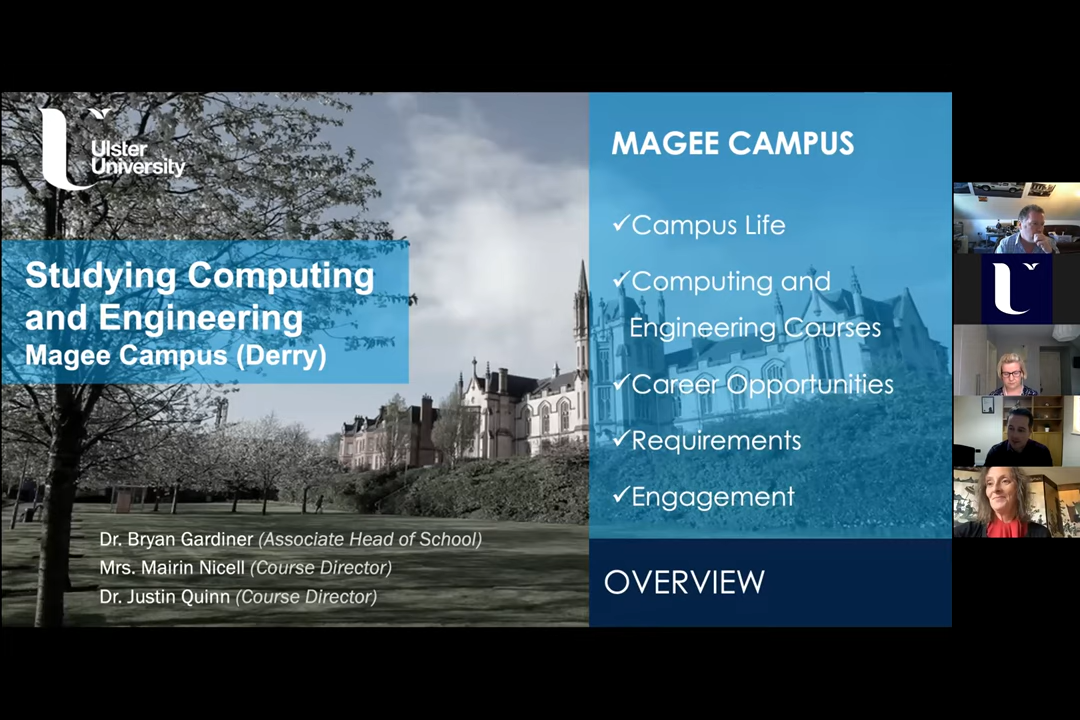 Ulster
University
Studying Computing
and Engineering
Magee Campus (Derry)
Dr. Bryan Gardiner (Associate Head of School)
Mrs. Mairin Nicell (Course Director)
Dr. Justin Quinn (Course Director)
MAGEE CAMPUS
✓Campus Life
✓Computing and
Engineering Courses
✓Career Opportunities
✓Requirements
✓Engagement
OVERVIEW